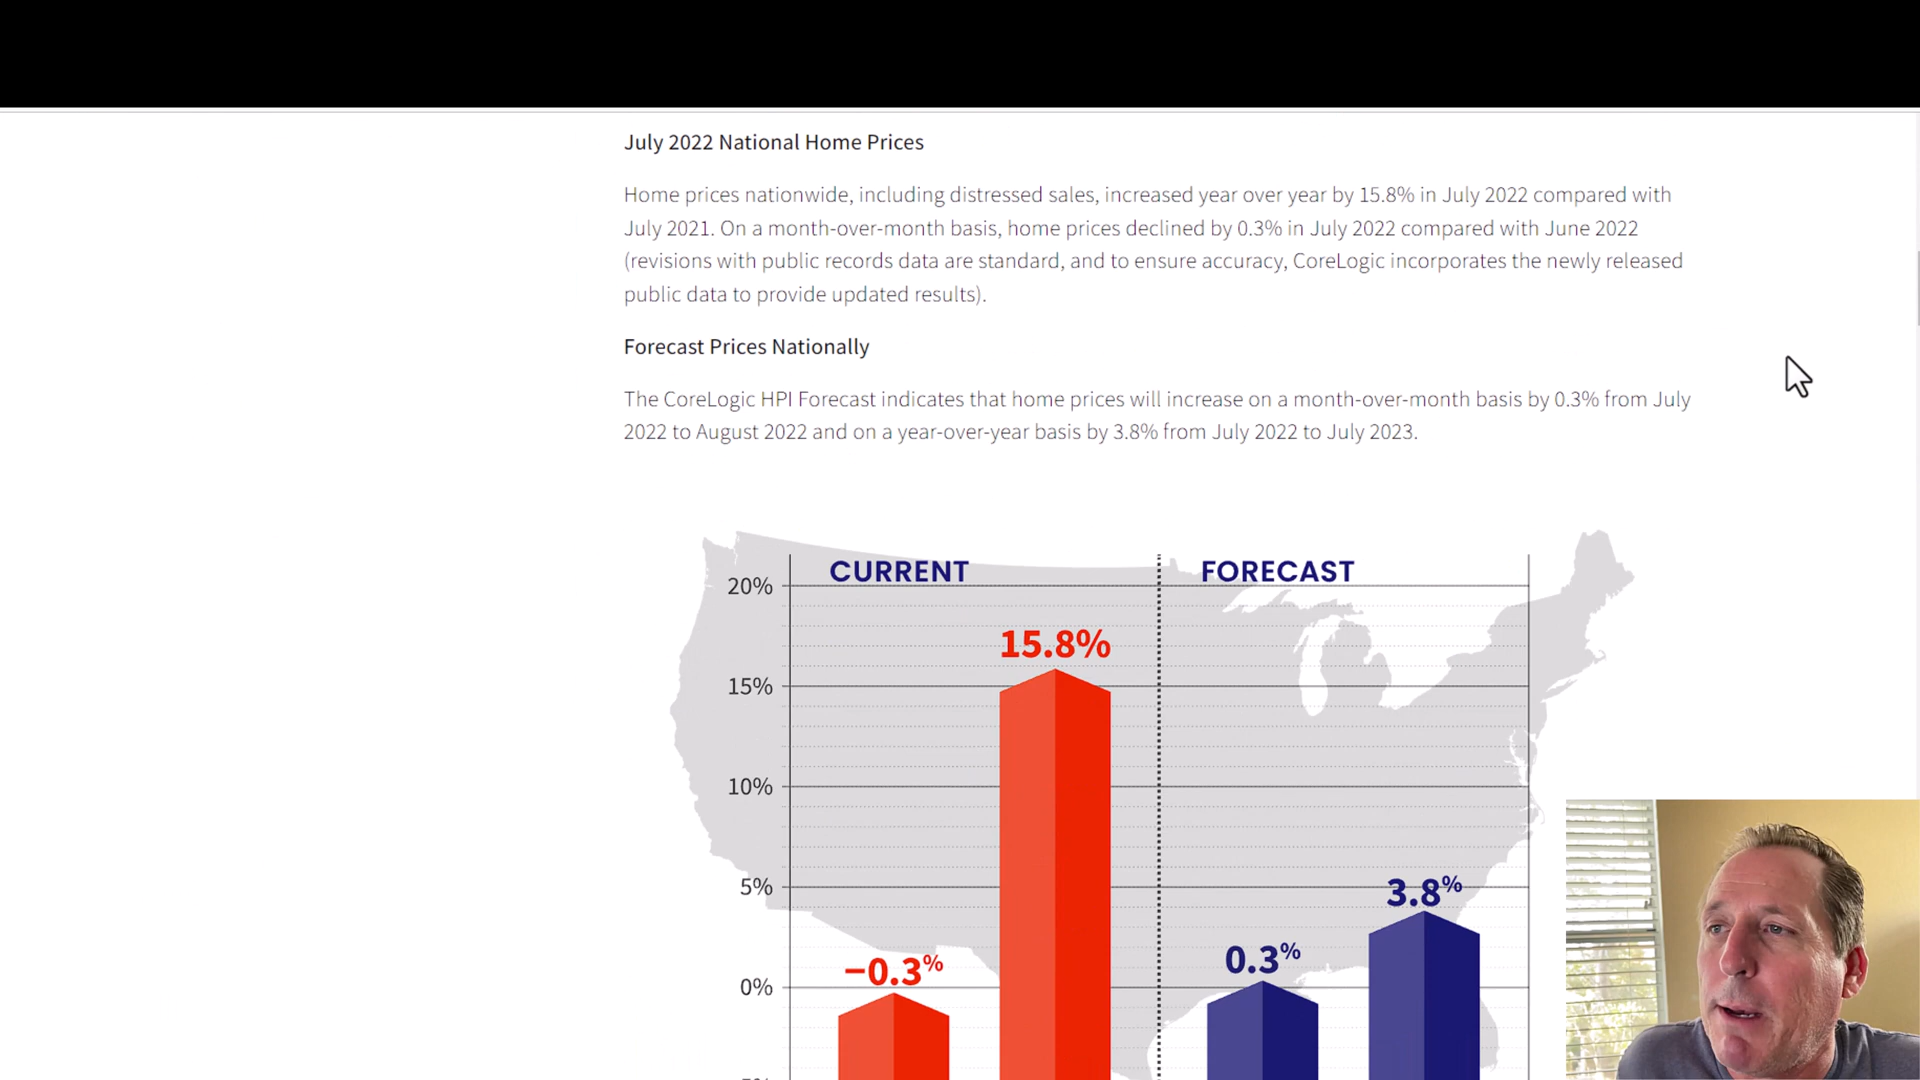 July 2022 National Home Prices
Home prices nationwide, including distressed sales, increased year over year by 15.8% in July 2022 compared with
July 2021. On a month-over-month basis, home prices declined by 0.3% in July 2022 compared with June 2022
(revisions with public records data are standard, and to ensure accuracy, CoreLogic incorporates the newly released
public data to provide updated results).
Forecast Prices Nationally
The CoreLogic HPI Forecast indicates that home prices will increase on a month-over-month basis by 0.3% from July
2022 to August 2022 and on a year-over-year basis by 3.8% from July 2022 to July 2023.
CURRENT
FORECAST
20%
15.8%
15%
10%
5%
3.8%
−0.3%
0.3%
0%